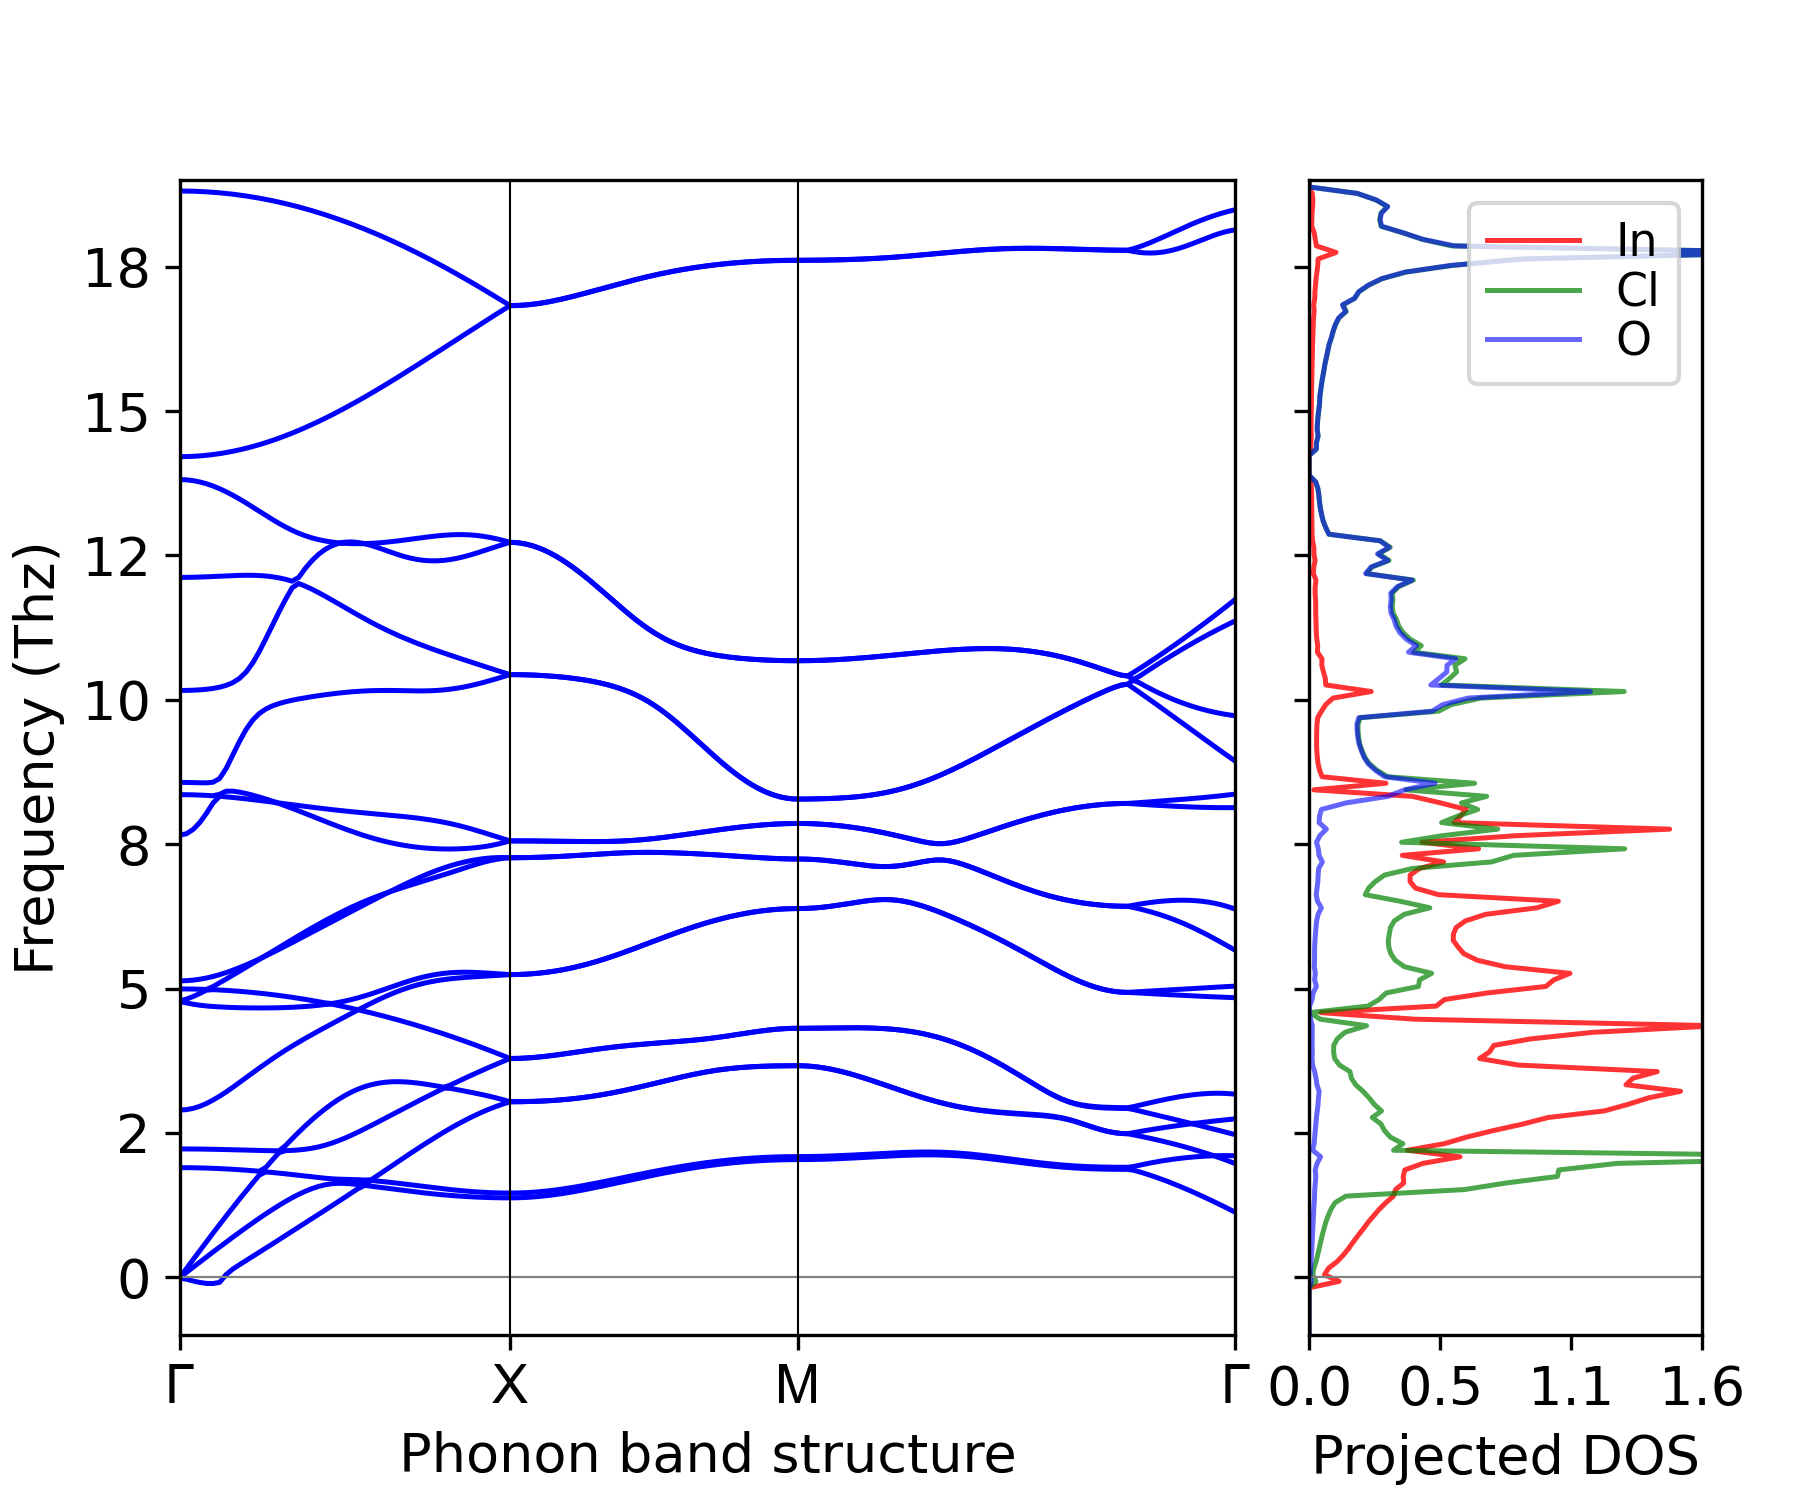 Frequency (Thz)
18
15
12
10
8
5
2
0
Γ X M Γ
Phonon band structure
In
Cl
O
0.0 0.5 1.1 1.6
Projected DOS